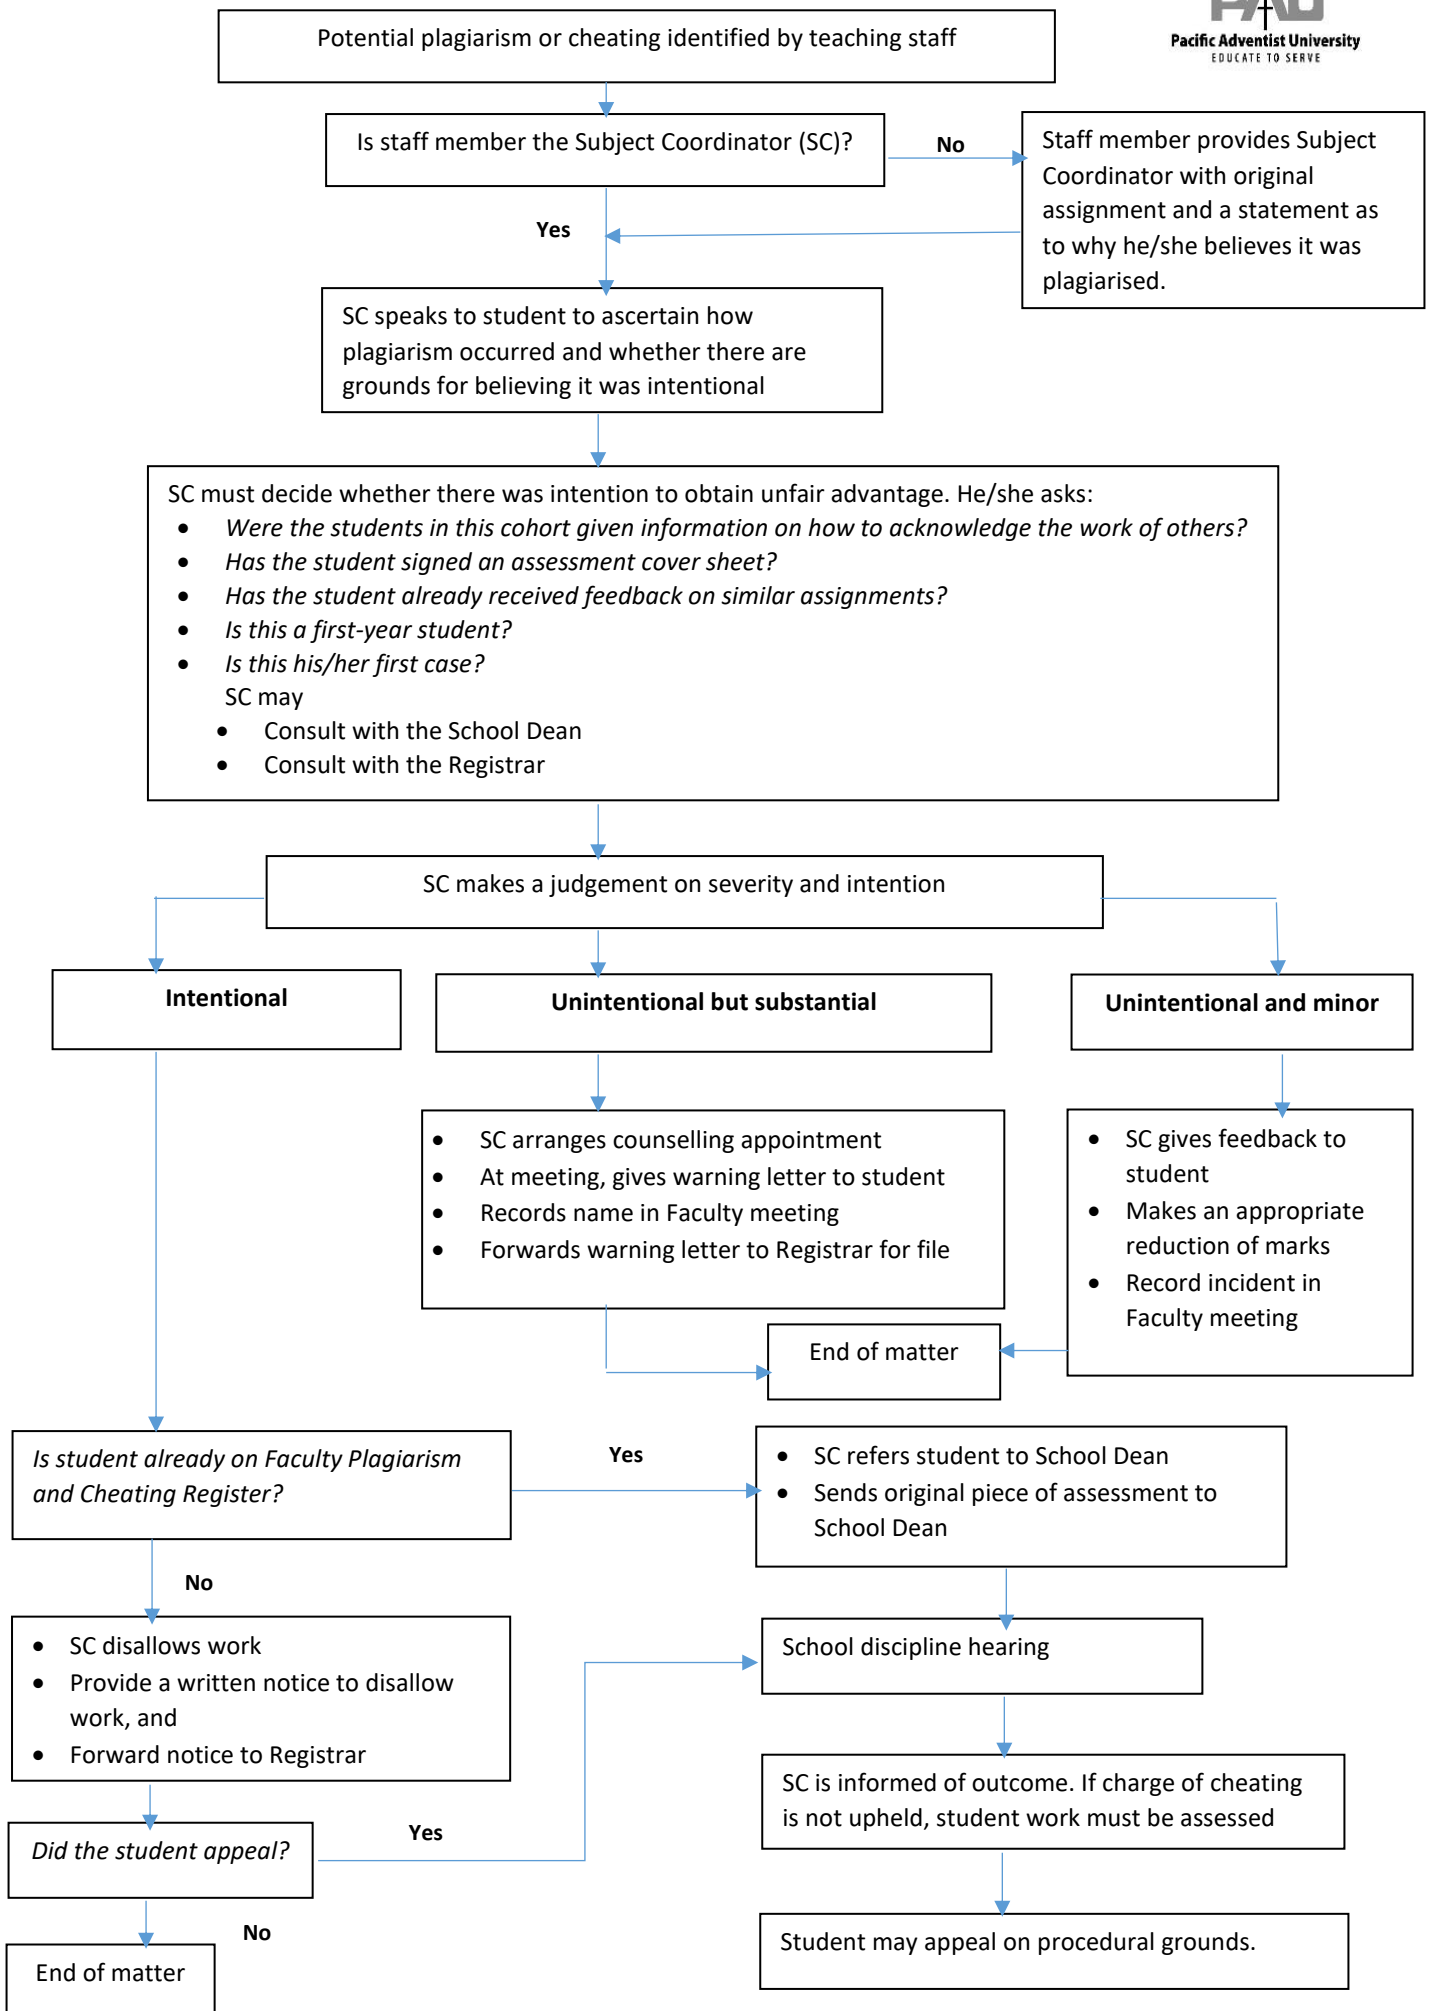 PAU
Pacific Adventist University
EDUCATE TO SERVE
Potential plagiarism or cheating identified by teaching staff
Is staff member the Subject Coordinator (SC)?
No
Staff member provides Subject
Coordinator with original
assignment and a statement as
to why he/she believes it was
plagiarised.
Yes
SC speaks to student to ascertain how
plagiarism occurred and whether there are
grounds for believing it was intentional
SC must decide whether there was intention to obtain unfair advantage. He/she asks:
• Were the students in this cohort given information on how to acknowledge the work of others?
• Has the student signed an assessment cover sheet?
• Has the student already received feedback on similar assignments?
• Is this a first-year student?
• Is this his/her first case?
SC may
• Consult with the School Dean
• Consult with the Registrar
SC makes a judgement on severity and intention
Intentional
Unintentional but substantial
Unintentional and minor
• SC arranges counselling appointment
• At meeting, gives warning letter to student
• Records name in Faculty meeting
• Forwards warning letter to Registrar for file
• SC gives feedback to
student
• Makes an appropriate
reduction of marks
• Record incident in
Faculty meeting
End of matter
Is student already on Faculty Plagiarism
and Cheating Register?
Yes
• SC refers student to School Dean
• Sends original piece of assessment to
School Dean
No
• SC disallows work
• Provide a written notice to disallow
work, and
• Forward notice to Registrar
School discipline hearing
SC is informed of outcome. If charge of cheating
is not upheld, student work must be assessed
Did the student appeal?
Yes
No
End of matter
Student may appeal on procedural grounds.